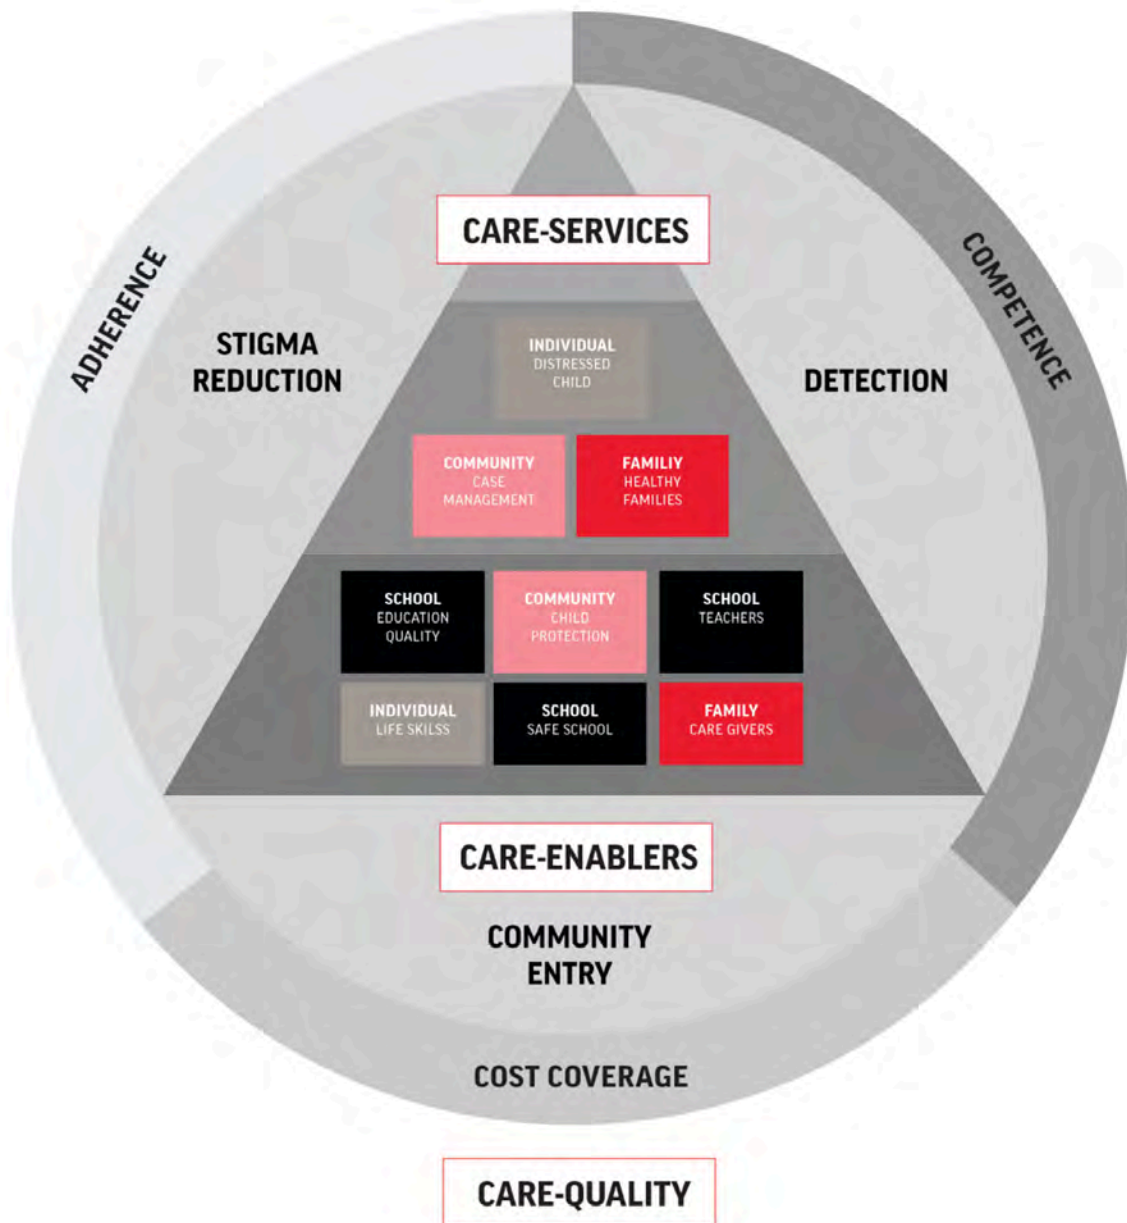 CARE-SERVICES
ADHERENCE
COMPETENCE
STIGMA
REDUCTION
DETECTION
INDIVIDUAL
DISTRESSED
CHILD
COMMUNITY
CASE
MANAGEMENT
FAMILIY
HEALTHY
FAMILIES
SCHOOL
EDUCATION
QUALITY
COMMUNITY
CHILD
PROTECTION
SCHOOL
TEACHERS
INDIVIDUAL
LIFE SKILSS
SCHOOL
SAFE SCHOOL
FAMILY
CARE GIVERS
CARE-ENABLERS
COMMUNITY
ENTRY
COST COVERAGE
CARE-QUALITY